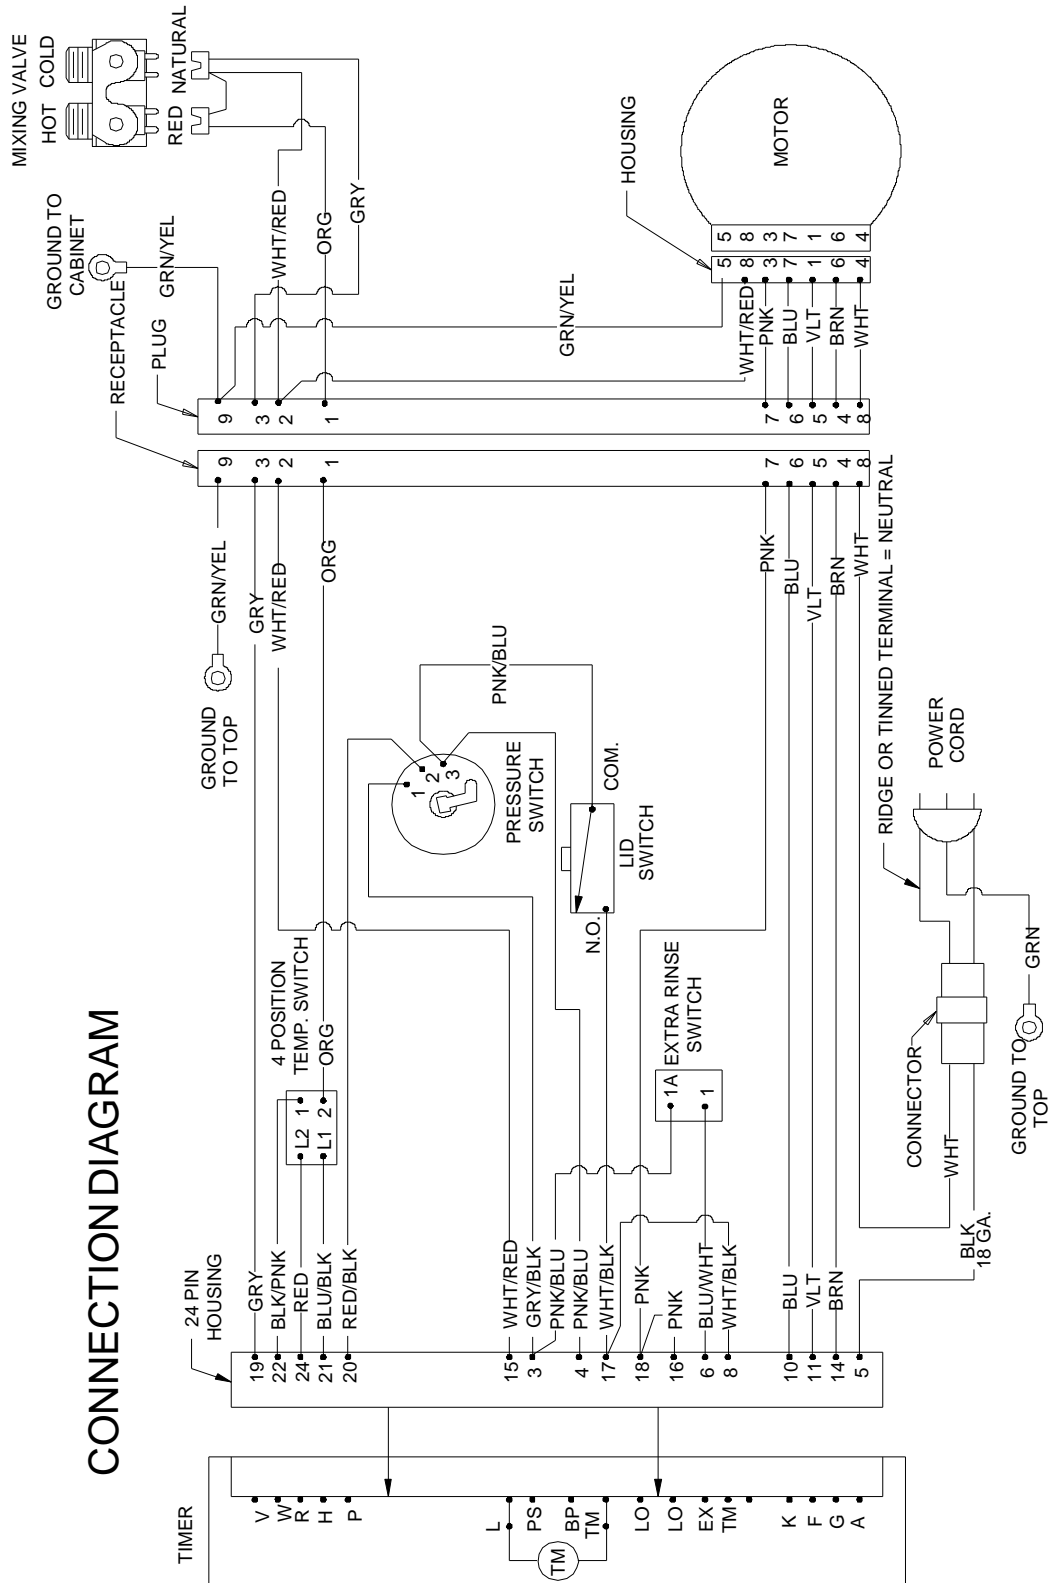 CONNECTION DIAGRAM
MIXING VALVE
HOT COLD
RED
NATURAL
GROUND TO
CABINET
GRN/YEL
WHT/RED
ORG
GRY
RECEPTACLE
PLUG
HOUSING
MOTOR
5
8
3
7
1
6
4
5
8
3
7
1
6
4
GRN/YEL
WHT/RED
PNK
BLU
VLT
BRN
WHT
9
3
2
1
7
6
5
4
8
9
3
2
1
7
6
5
4
8
GRN/YEL
GRY
WHT/RED
ORG
PNK
BLU
VLT
BRN
WHT
GROUND
TO TOP
PNK/BLU
1
2
3
PRESSURE
SWITCH
COM.
LID
SWITCH
N.O.
RIDGE OR TINNED TERMINAL = NEUTRAL
POWER
CORD
4 POSITION
TEMP. SWITCH
ORG
L2 1
L1 2
1A EXTRA RINSE
SWITCH
1
CONNECTOR
GROUND TO
TOP
GRN
WHT
BLK
18 GA.
24 PIN
HOUSING
GRY
BLK/PNK
RED
BLU/BLK
RED/BLK
WHT/RED
GRY/BLK
PNK/BLU
PNK/BLU
WHT/BLK
PNK
PNK
BLU/WHT
WHT/BLK
BLU
VLT
BRN
19
22
24
21
20
15
3
4
17
18
16
6
8
10
11
14
5
TIMER
V
W
R
H
P
L
PS
BP
TM
LO
LO
EX
TM
K
F
G
A
TM